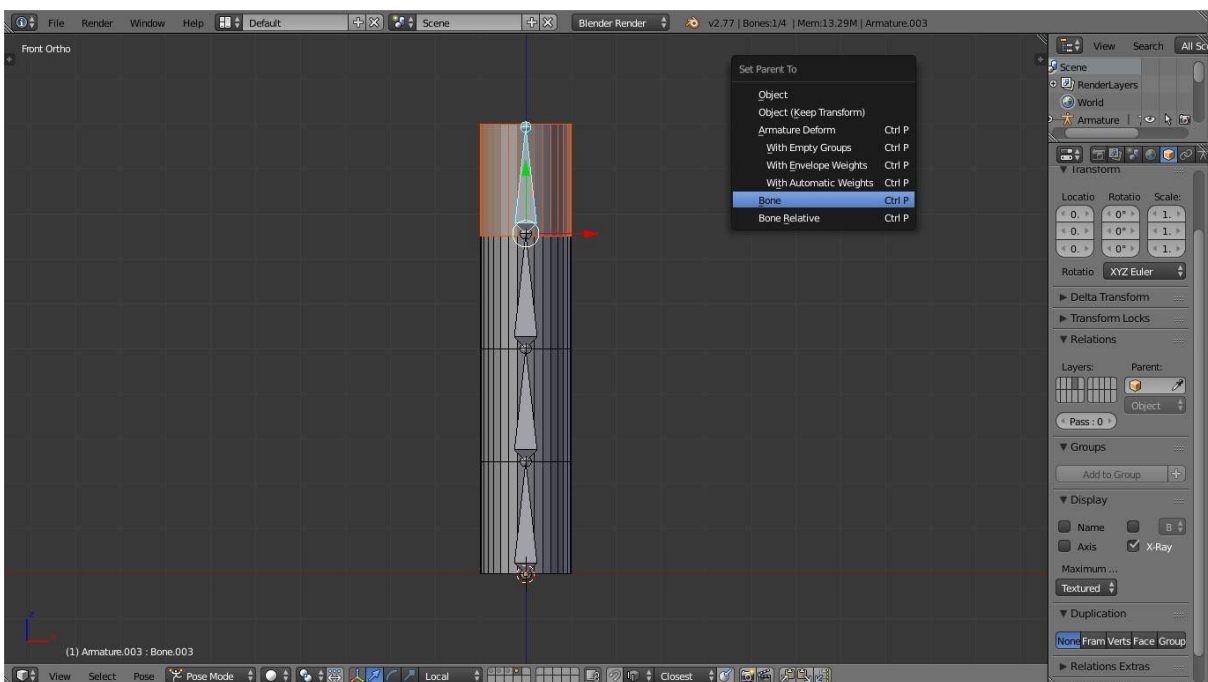 File Render Window Help Default Scene Blender Render v2.77 | Bones:1/4 | Mem:13.29M | Armature.003
Front Ortho
Set Parent To
Object
Object (Keep Transform)
Armature Deform Ctrl P
With Empty Groups Ctrl P
With Envelope Weights Ctrl P
With Automatic Weights Ctrl P
Bone Ctrl P
Bone Relative Ctrl P
z
x
(1) Armature.003 : Bone.003
View Select Pose Pose Mode Local Closest
View Search All Sc
Scene
RenderLayers
World
Armature
Transform
Locatio Rotatio Scale:
0. 0° 1.
0. 0° 1.
0. 0° 1.
Rotatio XYZ Euler
Delta Transform
Transform Locks
Relations
Layers: Parent:
Object
Pass : 0
Groups
Add to Group
Display
Name B
Axis X-Ray
Maximum ...
Textured
Duplication
None Fram Verts Face Group
Relations Extras